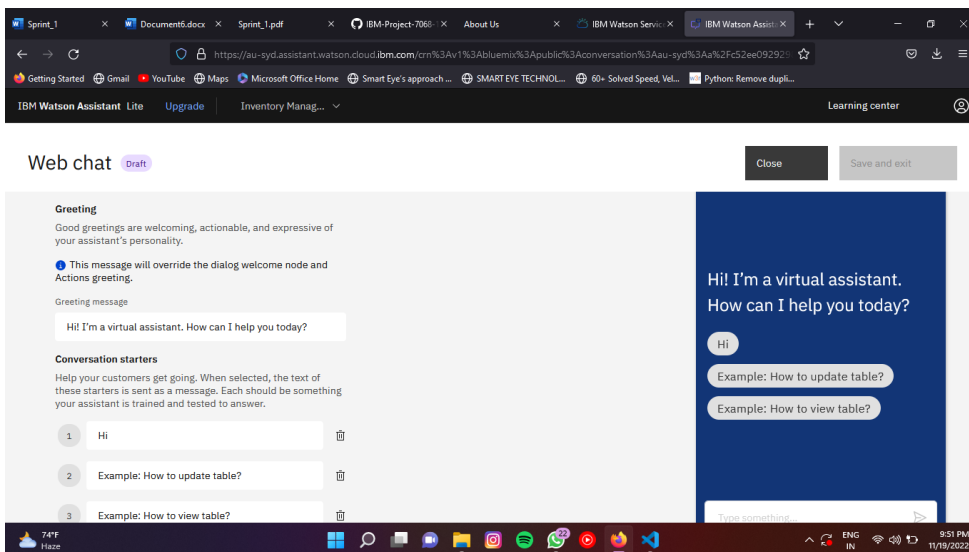 Sprint_1
Document6.docx
Sprint_1.pdf
IBM-Project-7068-
About Us
IBM Watson Servic
IBM Watson Assist
https://au-syd.assistant.watson.cloud.ibm.com/crn%3Av1%3Abluemix%3Apublic%3Aconversation%3Aau-syd%3Aa%2Fc52ee092929
Getting Started
Gmail
YouTube
Maps
Microsoft Office Home
Smart Eye's approach ...
SMART EYE TECHNOL...
60+ Solved Speed, Vel...
Python: Remove dupli...
IBM Watson Assistant Lite
Upgrade
Inventory Manag...
Learning center
Web chat
Draft
Close
Save and exit
Greeting
Good greetings are welcoming, actionable, and expressive of
your assistant's personality.
This message will override the dialog welcome node and
Actions greeting.
Greeting message
Hi! I'm a virtual assistant. How can I help you today?
Conversation starters
Help your customers get going. When selected, the text of
these starters is sent as a message. Each should be something
your assistant is trained and tested to answer.
1 Hi
2 Example: How to update table?
3 Example: How to view table?
Hi! I'm a virtual assistant.
How can I help you today?
Hi
Example: How to update table?
Example: How to view table?
Type something...
74°F
Haze
22
ENG
IN
9:51 PM
11/19/2022